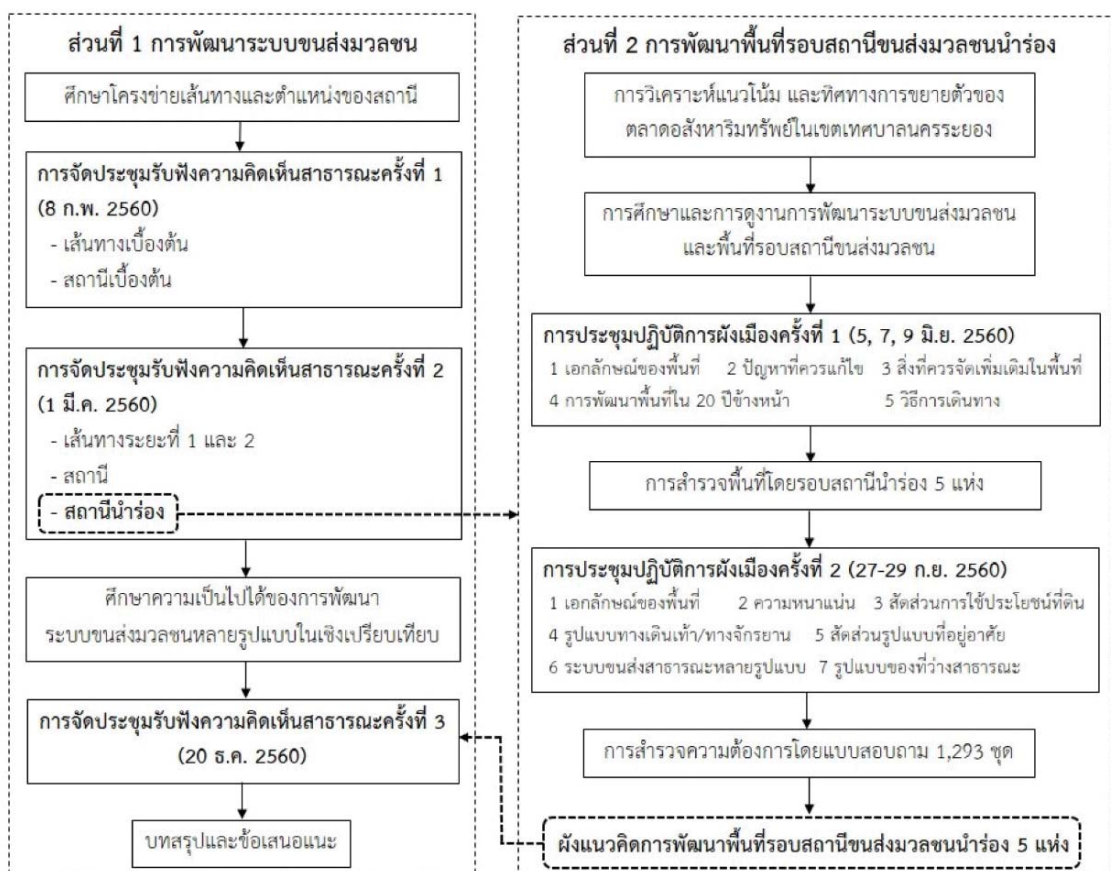 ส่วนที่ 1 การพัฒนาระบบขนส่งมวลชน
ศึกษาโครงข่ายเส้นทางและตำแหน่งของสถานี
การจัดประชุมรับฟังความคิดเห็นสาธารณะครั้งที่ 1
(8 ก.พ. 2560)
- เส้นทางเบื้องต้น
- สถานีเบื้องต้น
การจัดประชุมรับฟังความคิดเห็นสาธารณะครั้งที่ 2
(1 มี.ค. 2560)
- เส้นทางระยะที่ 1 และ 2
- สถานี
- สถานีนำร่อง
ศึกษาความเป็นไปได้ของการพัฒนา
ระบบขนส่งมวลชนหลายรูปแบบในเชิงเปรียบเทียบ
การจัดประชุมรับฟังความคิดเห็นสาธารณะครั้งที่ 3
(20 ธ.ค. 2560)
บทสรุปและข้อเสนอแนะ
ส่วนที่ 2 การพัฒนาพื้นที่รอบสถานีขนส่งมวลชนนำร่อง
การวิเคราะห์แนวโน้ม และทิศทางการขยายตัวของ
ตลาดอสังหาริมทรัพย์ในเขตเทศบาลนครระยอง
การศึกษาและการดูงานการพัฒนาระบบขนส่งมวลชน
และพื้นที่รอบสถานีขนส่งมวลชน
การประชุมปฏิบัติการผังเมืองครั้งที่ 1 (5, 7, 9 มิ.ย. 2560)
1 เอกลักษณ์ของพื้นที่ 2 ปัญหาที่ควรแก้ไข 3 สิ่งที่ควรจัดเพิ่มเติมในพื้นที่
4 การพัฒนาพื้นที่ใน 20 ปีข้างหน้า 5 วิธีการเดินทาง
การสำรวจพื้นที่โดยรอบสถานีนำร่อง 5 แห่ง
การประชุมปฏิบัติการผังเมืองครั้งที่ 2 (27-29 ก.ย. 2560)
1 เอกลักษณ์ของพื้นที่ 2 ความหนาแน่น 3 สัดส่วนการใช้ประโยชน์ที่ดิน
4 รูปแบบทางเดินเท้า/ทางจักรยาน 5 สัดส่วนรูปแบบที่อยู่อาศัย
6 ระบบขนส่งสาธารณะหลายรูปแบบ 7 รูปแบบของที่ว่างสาธารณะ
การสำรวจความต้องการโดยแบบสอบถาม 1,293 ชุด
ผังแนวคิดการพัฒนาพื้นที่รอบสถานีขนส่งมวลชนนำร่อง 5 แห่ง